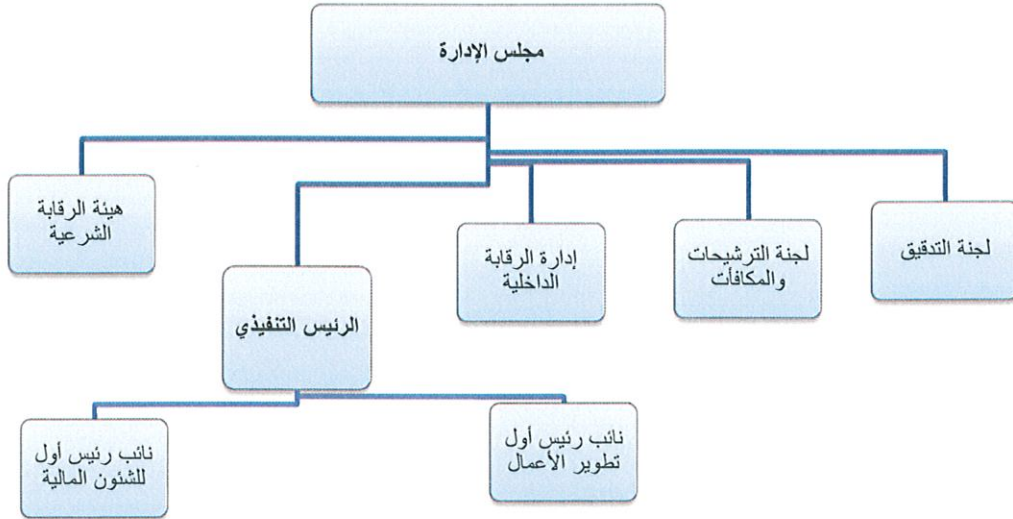 مجلس الإدارة
لجنة التدقيق
لجنة الترشيحات
والمكافأت
إدارة الرقابة
الداخلية
هيئة الرقابة
الشرعية
الرئيس التنفيذي
نائب رئيس أول
تطوير الأعمال
نائب رئيس أول
للشئون المالية